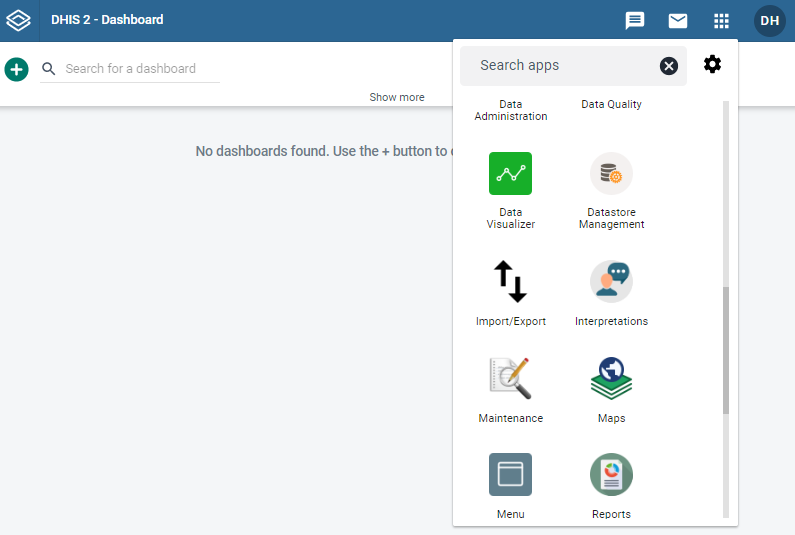 DHIS 2 - Dashboard
DH
Search for a dashboard
Show more
No dashboards found. Use the + button to
Search apps
Data
Administration
Data Quality
Data
Visualizer
Datastore
Management
Import/Export
Interpretations
Maintenance
Maps
Menu
Reports